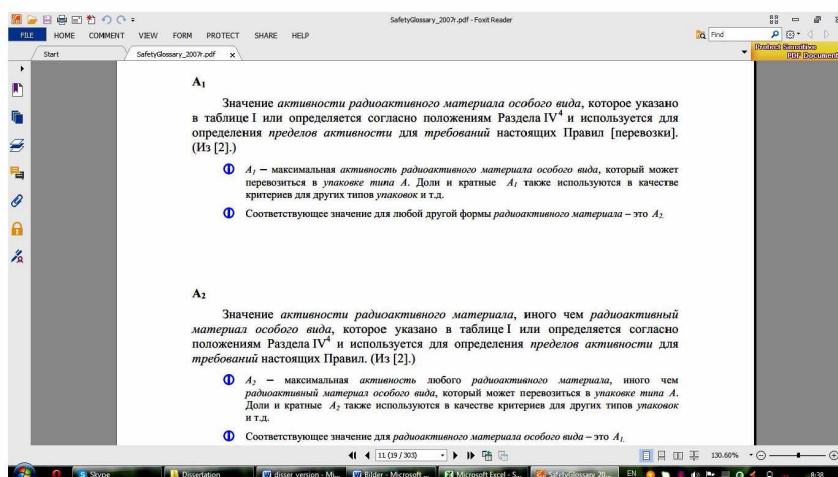 SafetyGlossary_2007r.pdf - Foxit Reader
FILE HOME COMMENT VIEW FORM PROTECT SHARE HELP
Find
Start SafetyGlossary_2007r.pdf x
Protect Sensitive
PDF Document
A1
Значение активности радиоактивного материала особого вида, которое указано
в таблице I или определяется согласно положениям Раздела IV4 и используется для
определения пределов активности для требований настоящих Правил [перевозки].
(Из [2].)
A1 – максимальная активность радиоактивного материала особого вида, который может
перевозиться в упаковке типа А. Доли и кратные A1 также используются в качестве
критериев для других типов упаковок и т.д.
Соответствующее значение для любой другой формы радиоактивного материала – это A2.
A2
Значение активности радиоактивного материала, иного чем радиоактивный
материал особого вида, которое указано в таблице I или определяется согласно
положениям Раздела IV4 и используется для определения пределов активности для
требований настоящих Правил. (Из [2].)
A2 – максимальная активность любого радиоактивного материала, иного чем
радиоактивный материал особого вида, который может перевозиться в упаковке типа А.
Доли и кратные A2 также используются в качестве критериев для других типов упаковок
и т.д.
Соответствующее значение для радиоактивного материала особого вида – это A1.
11 (19 / 303) 130.60%
Skype Dissertation disser version - Mi... Bilder - Microsoft ... Microsoft Excel - S... SafetyGlossary_20... EN 8:38